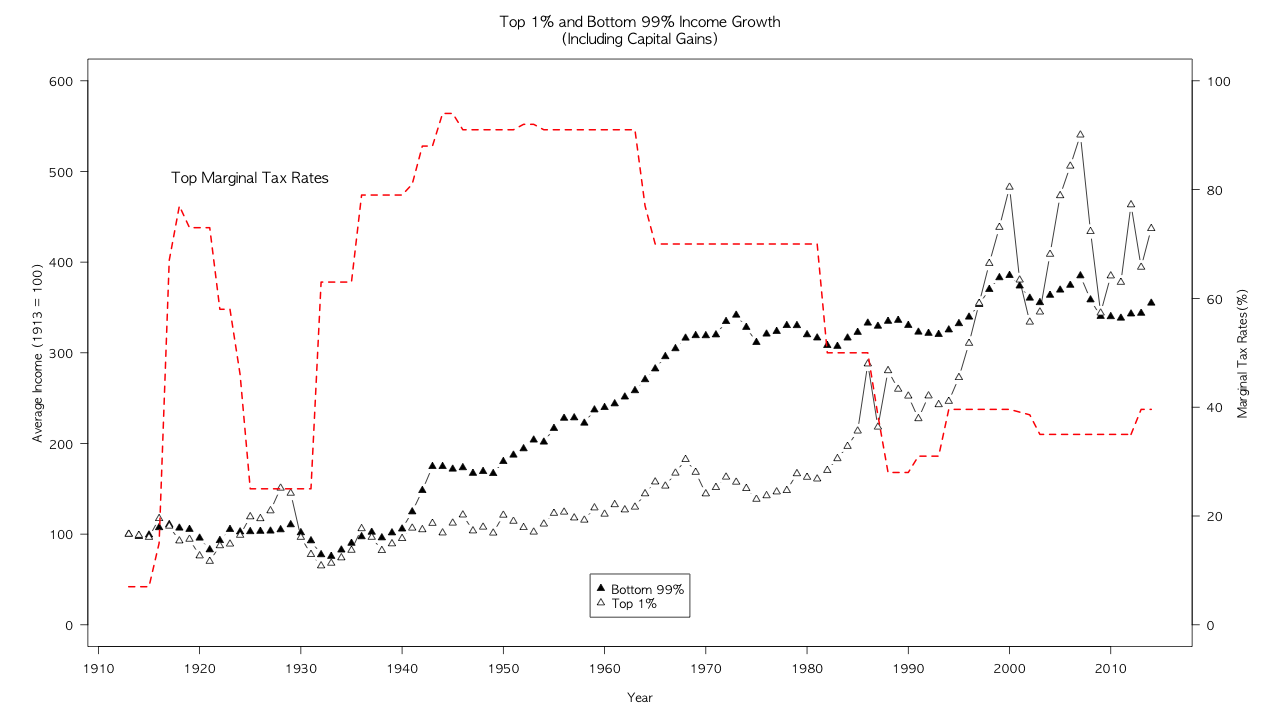 Top 1% and Bottom 99% Income Growth
(Including Capital Gains)
600
500
400
300
200
100
0
Average Income (1913 = 100)
Top Marginal Tax Rates
100
80
60
40
20
0
Marginal Tax Rates(%)
Bottom 99%
Top 1%
1910 1920 1930 1940 1950 1960 1970 1980 1990 2000 2010
Year